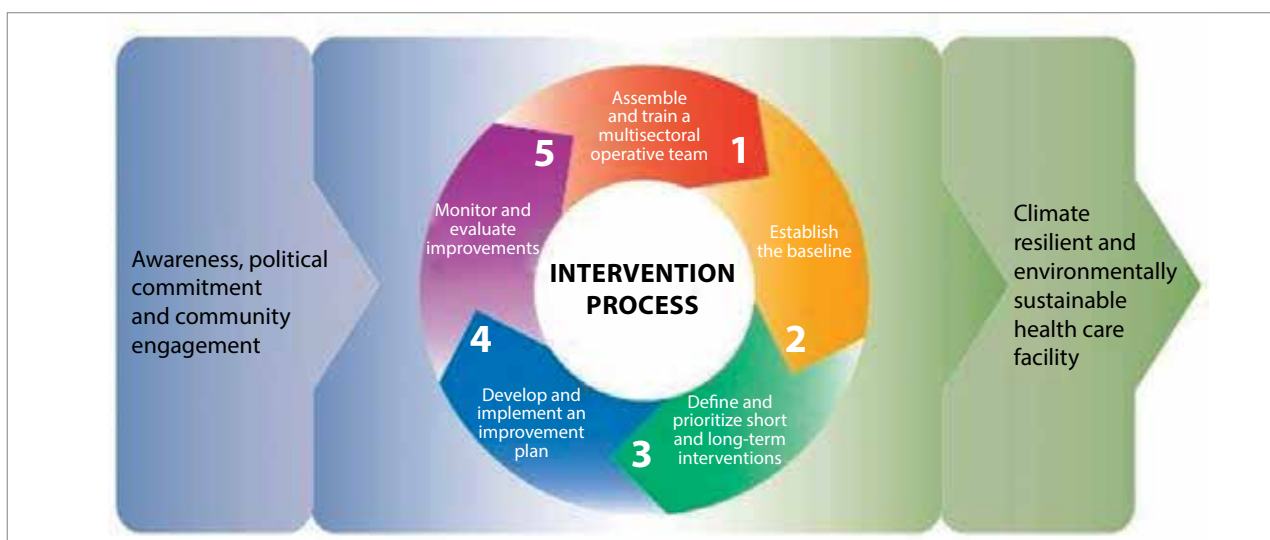 Awareness, political
commitment
and community
engagement
INTERVENTION
PROCESS
Assemble
and train a
multisectoral
operative team
1
Establish
the baseline
2
Define and
prioritize short
and long-term
interventions
3
Develop and
implement an
improvement
plan
4
Monitor and
evaluate
improvements
5
Climate
resilient and
environmentally
sustainable
health care
facility